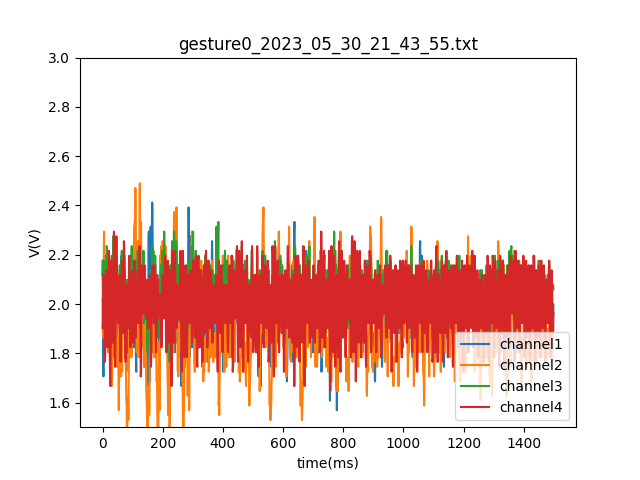 gesture0_2023_05_30_21_43_55.txt
V(V)
3.0
2.8
2.6
2.4
2.2
2.0
1.8
1.6
channel1
channel2
channel3
channel4
0 200 400 600 800 1000 1200 1400
time(ms)